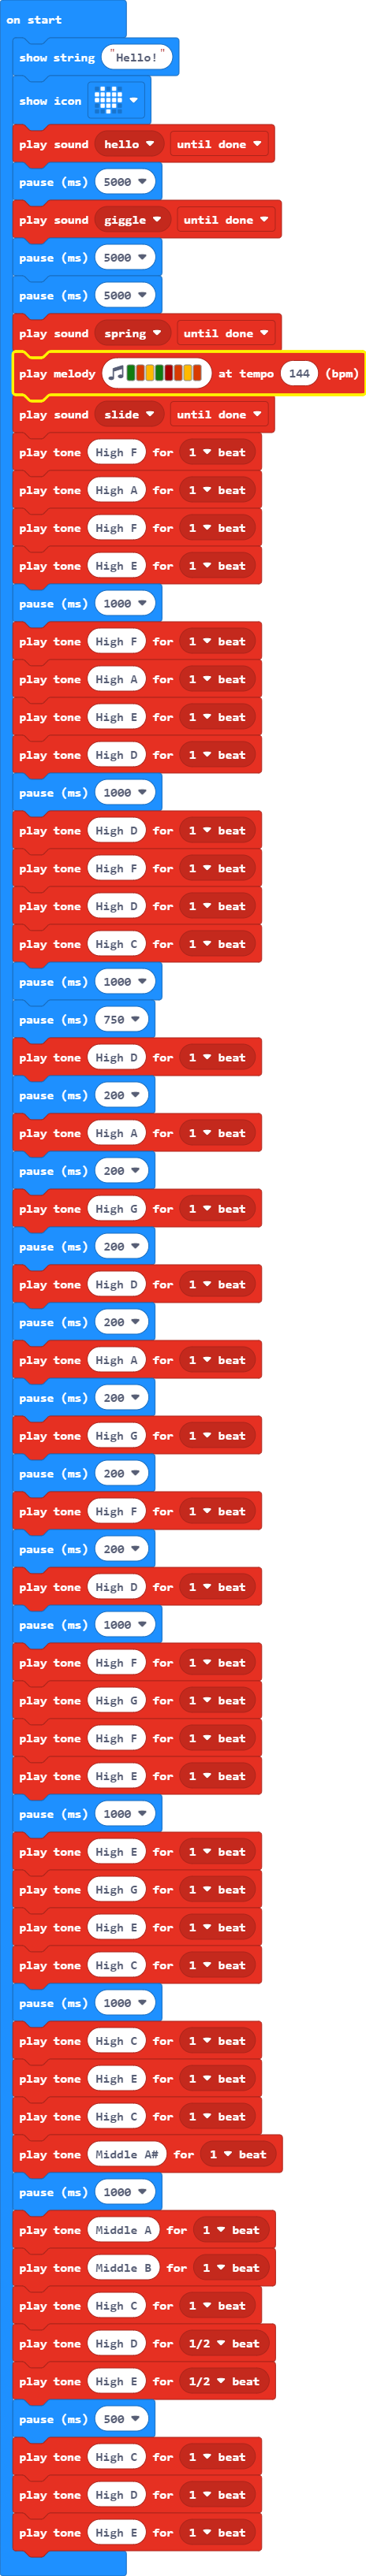 on start
show string "Hello!"
show icon
play sound hello until done
pause (ms) 5000
play sound giggle until done
pause (ms) 5000
pause (ms) 5000
play sound spring until done
play melody at tempo 144 (bpm)
play sound slide until done
play tone High F for 1 beat
play tone High A for 1 beat
play tone High F for 1 beat
play tone High E for 1 beat
pause (ms) 1000
play tone High F for 1 beat
play tone High A for 1 beat
play tone High E for 1 beat
play tone High D for 1 beat
pause (ms) 1000
play tone High D for 1 beat
play tone High F for 1 beat
play tone High D for 1 beat
play tone High C for 1 beat
pause (ms) 1000
pause (ms) 750
play tone High D for 1 beat
pause (ms) 200
play tone High A for 1 beat
pause (ms) 200
play tone High G for 1 beat
pause (ms) 200
play tone High D for 1 beat
pause (ms) 200
play tone High A for 1 beat
pause (ms) 200
play tone High G for 1 beat
pause (ms) 200
play tone High F for 1 beat
pause (ms) 200
play tone High D for 1 beat
pause (ms) 1000
play tone High F for 1 beat
play tone High G for 1 beat
play tone High F for 1 beat
play tone High E for 1 beat
pause (ms) 1000
play tone High E for 1 beat
play tone High G for 1 beat
play tone High E for 1 beat
play tone High C for 1 beat
pause (ms) 1000
play tone High C for 1 beat
play tone High E for 1 beat
play tone High C for 1 beat
play tone Middle A# for 1 beat
pause (ms) 1000
play tone Middle A for 1 beat
play tone Middle B for 1 beat
play tone High C for 1 beat
play tone High D for 1/2 beat
play tone High E for 1/2 beat
pause (ms) 500
play tone High C for 1 beat
play tone High D for 1 beat
play tone High E for 1 beat